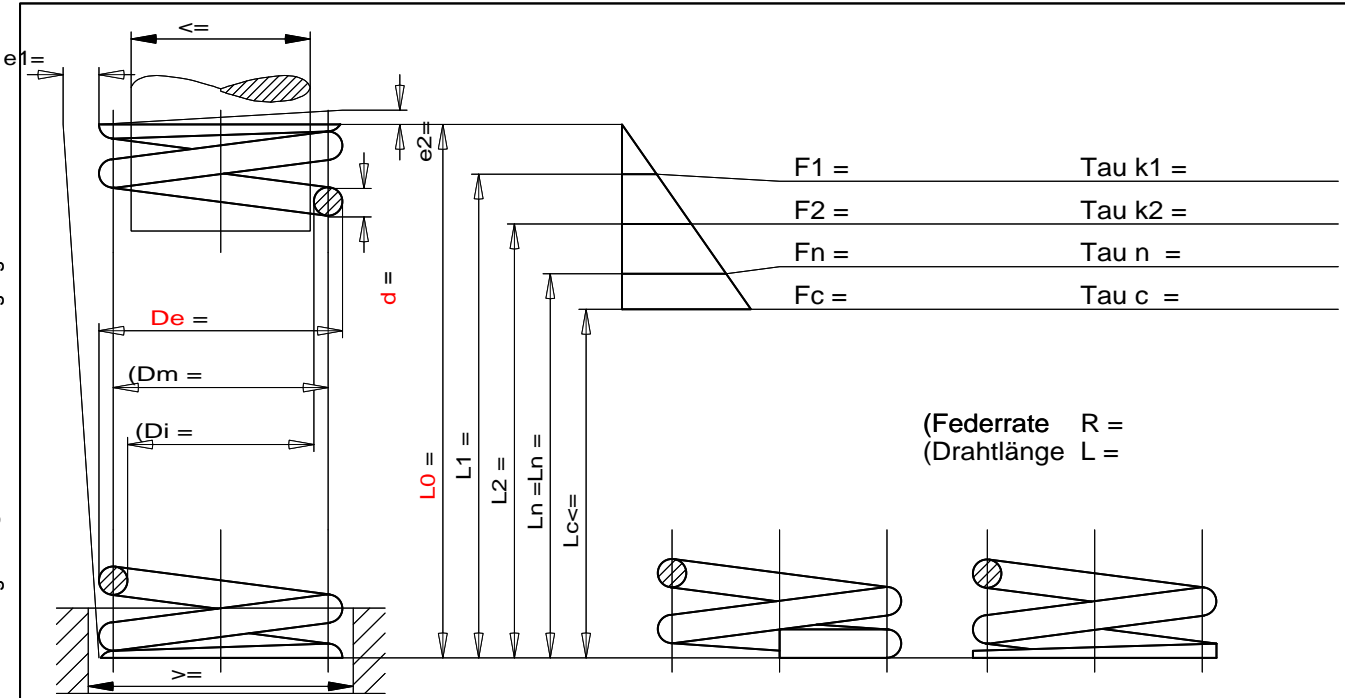 <=
e1=
e2=
F1 = Tau k1 =
F2 = Tau k2 =
Fn = Tau n =
Fc = Tau c =
d =
De =
(Dm =
(Di =
L0 =
L1 =
L2 =
Ln =Ln =
Lc<=
(Federrate R =
(Drahtlänge L =
>=